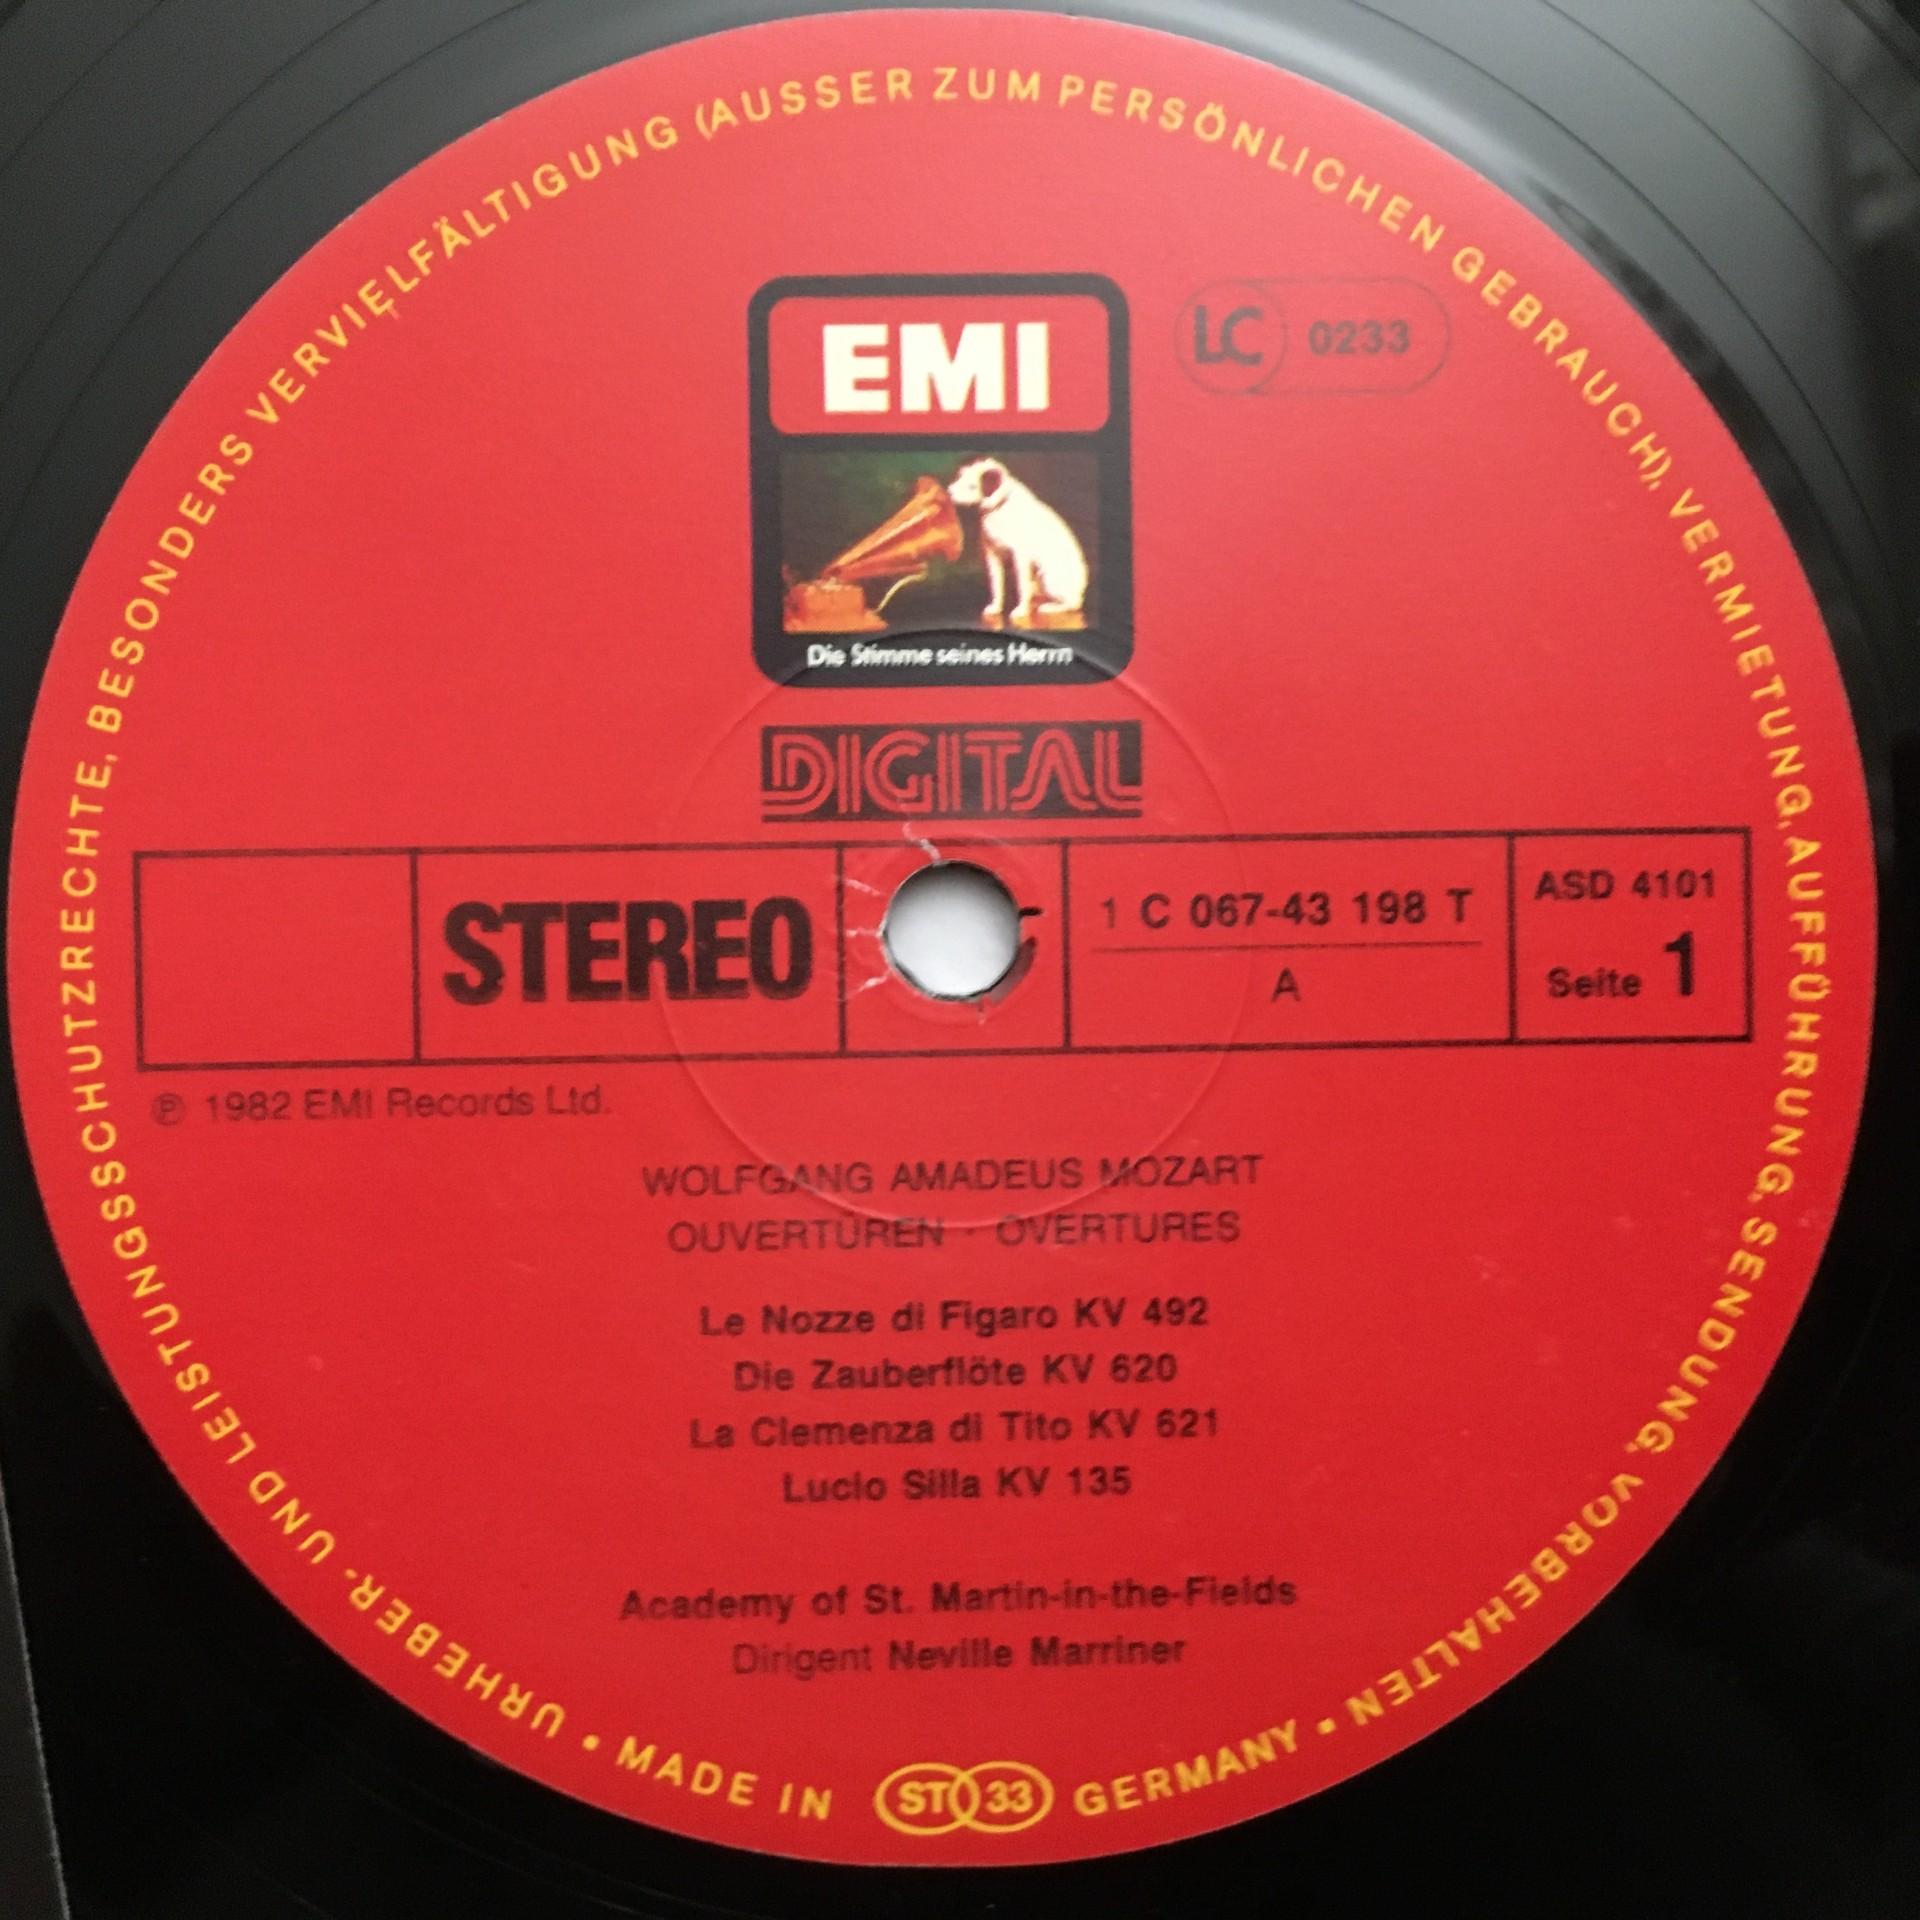 EMI
LC 0233
Die Stimme seines Herrn
DIGITAL
STEREO
1 C 067-43 198 T
A
ASD 4101
Seite 1
℗ 1982 EMI Records Ltd.
WOLFGANG AMADEUS MOZART
OUVERTÜREN · OVERTURES
Le Nozze di Figaro KV 492
Die Zauberflöte KV 620
La Clemenza di Tito KV 621
Lucio Silla KV 135
Academy of St. Martin-in-the-Fields
Dirigent Neville Marriner
URHEBER- UND LEISTUNGSSCHUTZRECHTE, BESONDERS VERVIELFÄLTIGUNG (AUSSER ZUM PERSÖNLICHEN GEBRAUCH), VERMIETUNG, AUFFÜHRUNG, SENDUNG, VORBEHALTEN •
MADE IN ST 33 GERMANY •